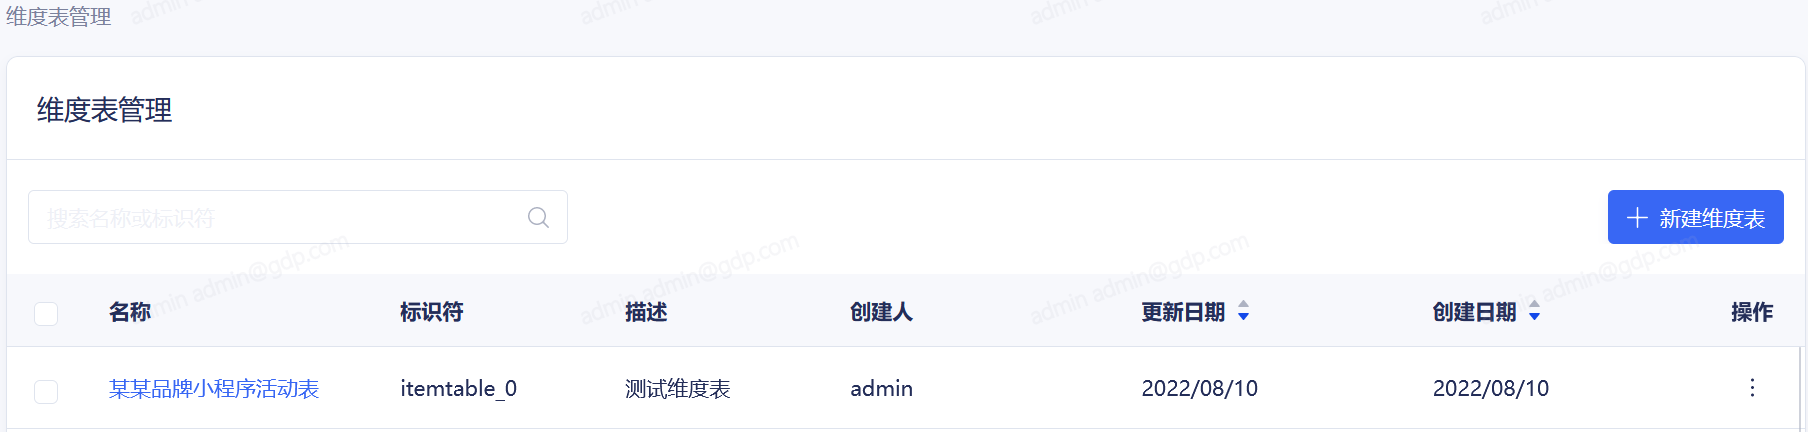 维度表管理
维度表管理
搜索名称或标识符
新建维度表
名称 标识符 描述 创建人 更新日期 创建日期 操作
某某品牌小程序活动表 itemtable_0 测试维度表 admin 2022/08/10 2022/08/10
admin admin@gdp.com
admin admin@gdp.com
admin admin@gdp.com
admin admin@gdp.com